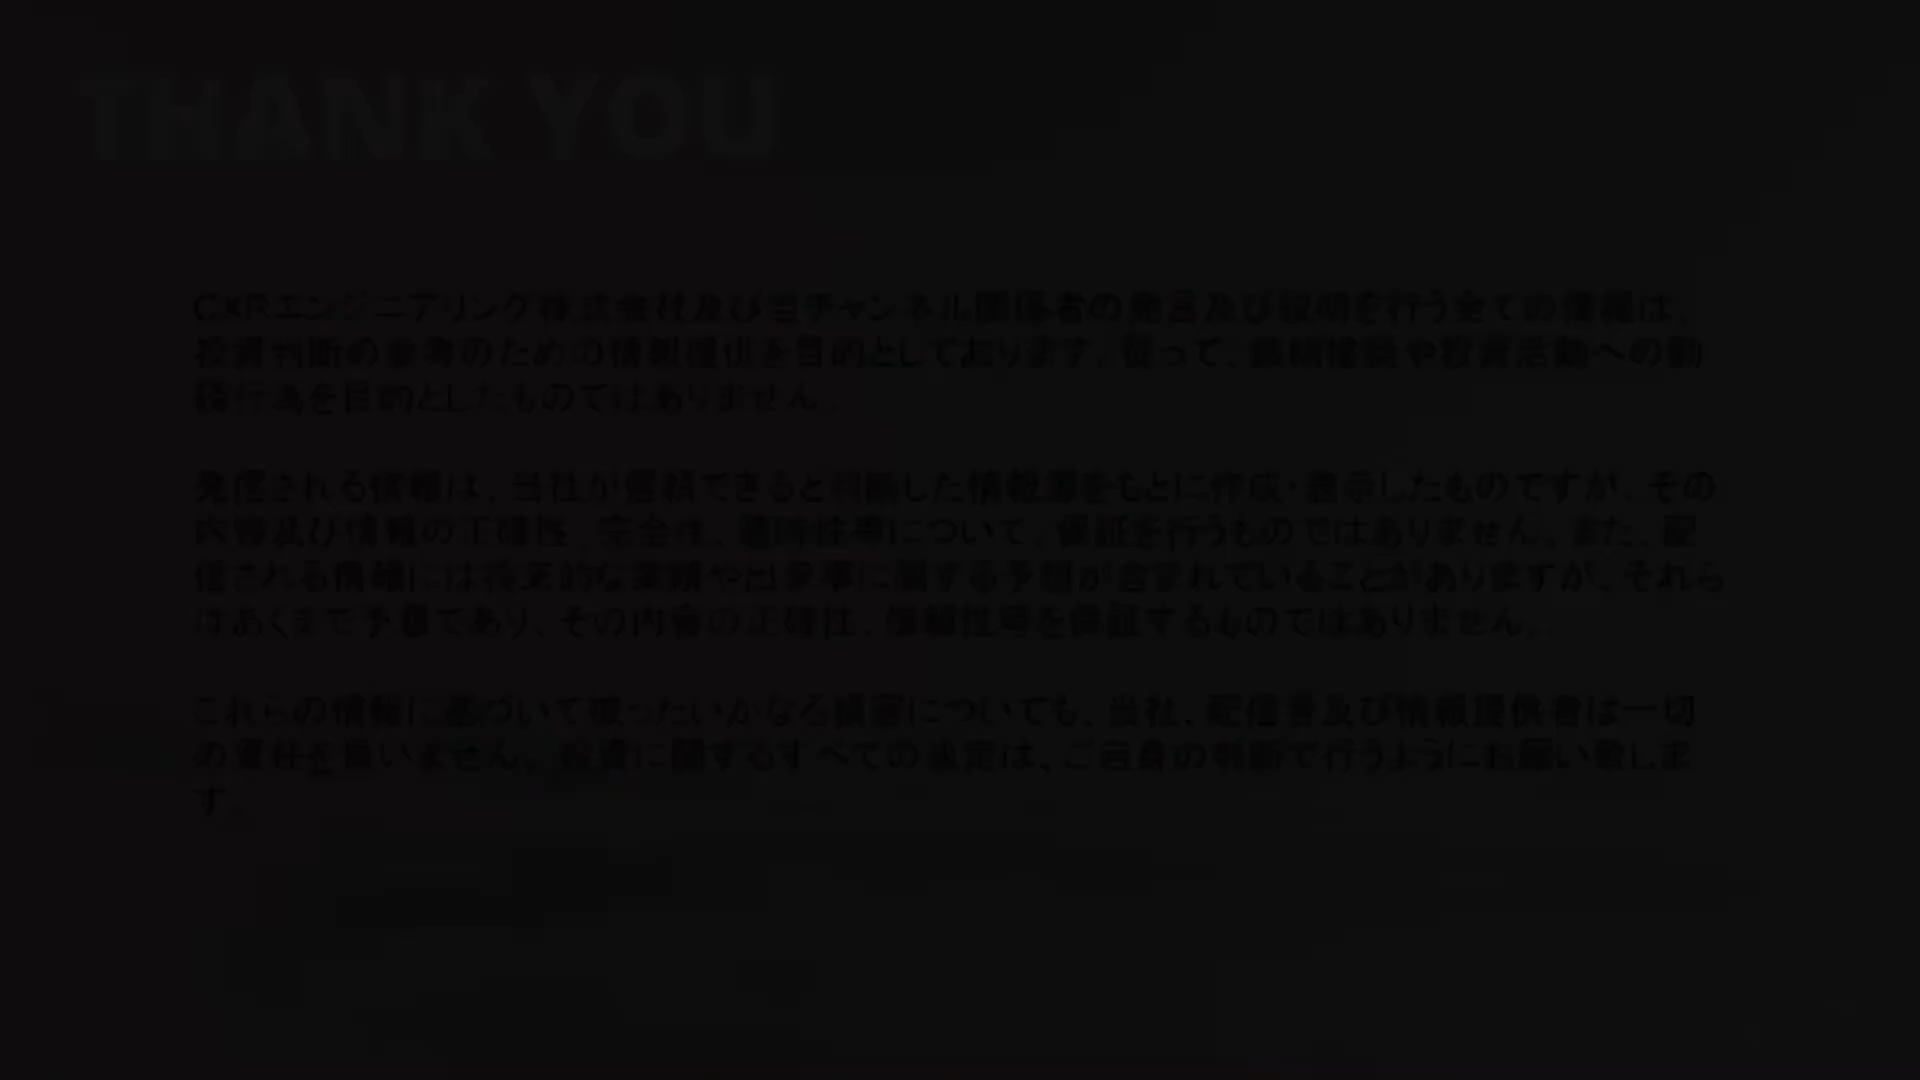 THANK YOU
CXRエンジニアリング株式会社及び当チャンネル関係者の発言及び説明を行う全ての情報は、
投資判断の参考のための情報提供を目的としております。従って、銘柄推奨や投資活動への勧
誘行為を目的としたものではありません。
発信される情報は、当社が信頼できると判断した情報源をもとに作成・表示したものですが、その
内容及び情報の正確性、完全性、適時性等について、保証を行うものではありません。また、配
信される情報には将来的な業績や出来事に関する予想が含まれていることがありますが、それら
はあくまで予想であり、その内容の正確性、信頼性等を保証するものではありません。
これらの情報に基づいて被ったいかなる損害についても、当社、配信者及び情報提供者は一切
の責任を負いません。投資に関するすべての決定は、ご自身の判断で行うようにお願い致しま
す。